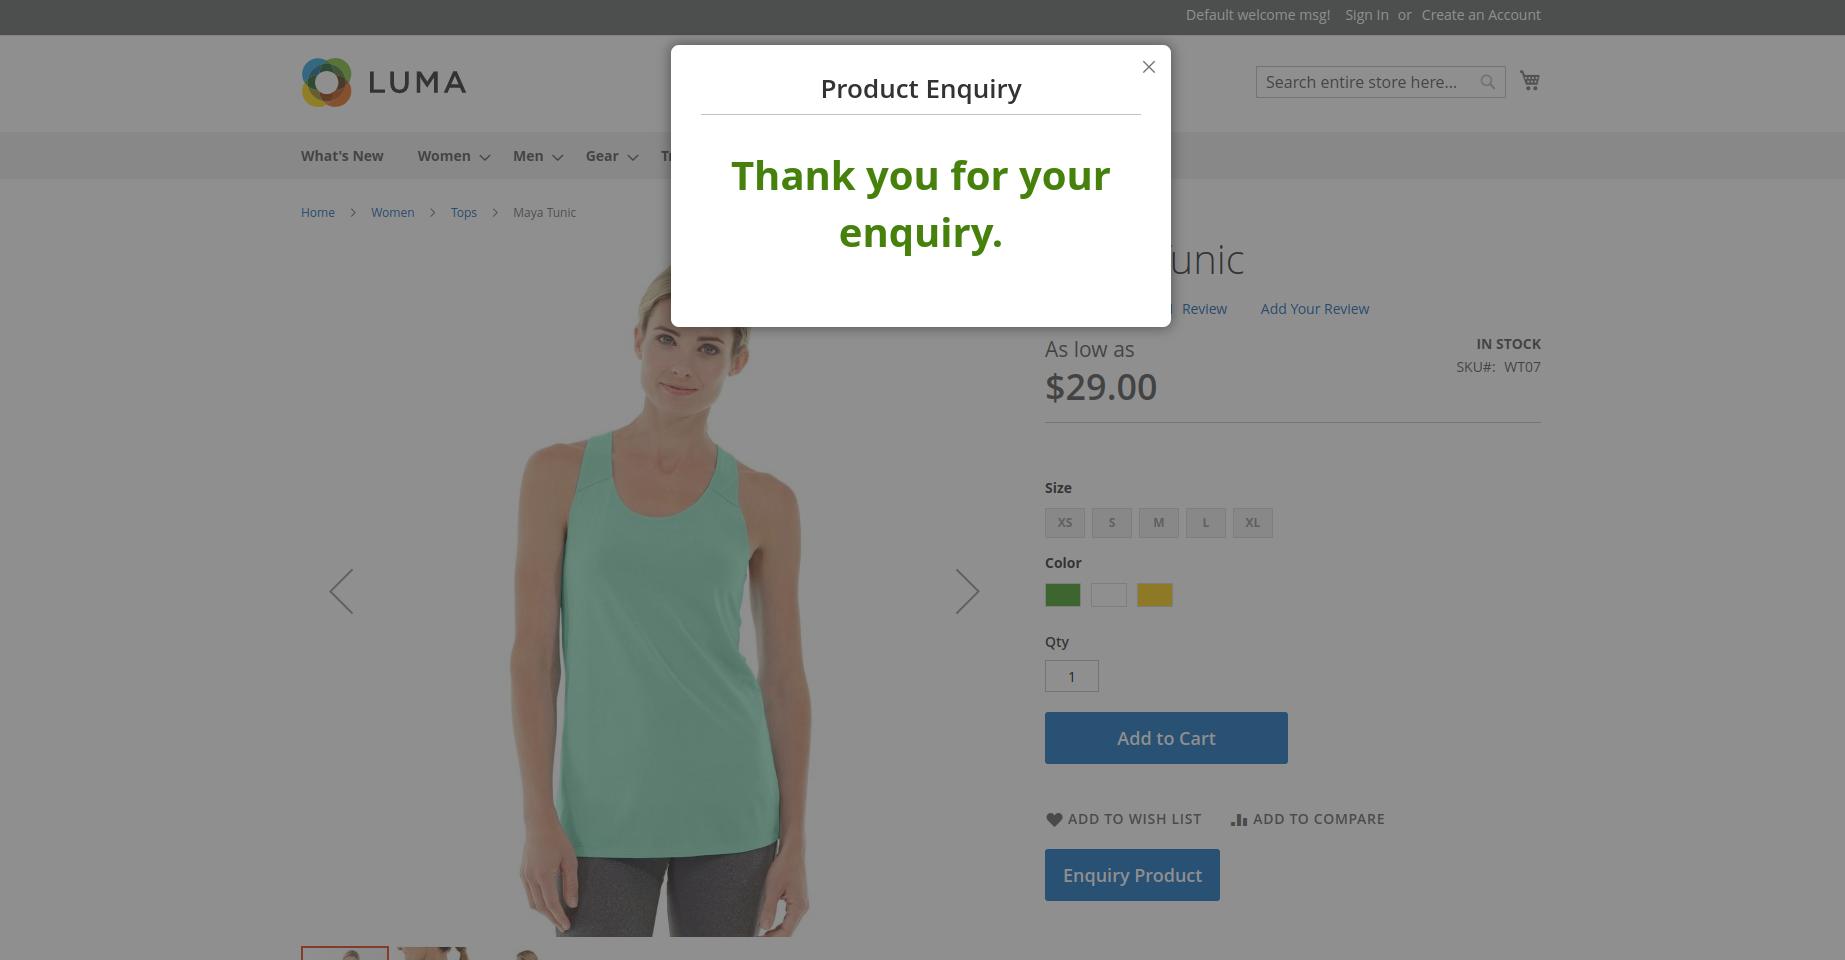 Default welcome msg! Sign In or Create an Account
LUMA
Search entire store here...
Product Enquiry
Thank you for your
enquiry.
What's New Women Men Gear
Home > Women > Tops > Maya Tunic
Review Add Your Review
As low as
$29.00
IN STOCK
SKU#: WT07
Size
XS S M L XL
Color
Qty
1
Add to Cart
ADD TO WISH LIST ADD TO COMPARE
Enquiry Product